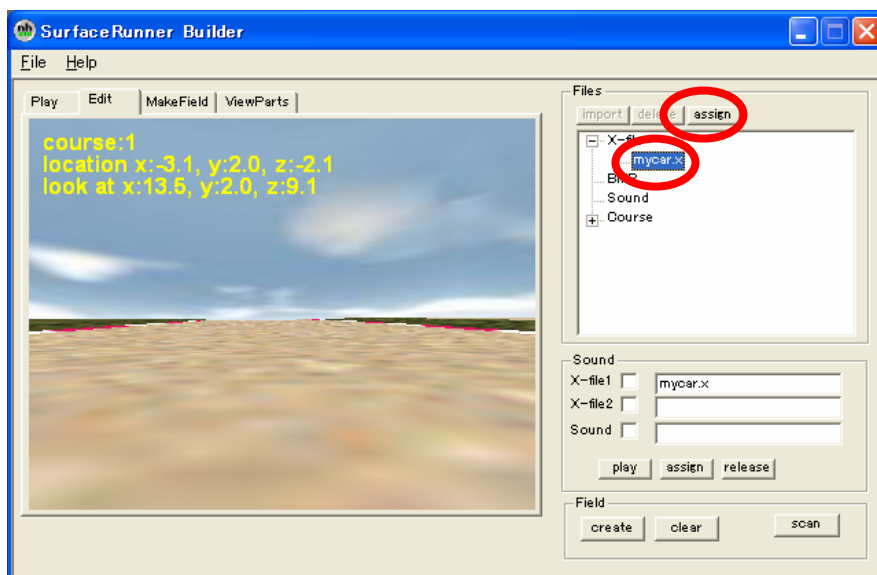 SurfaceRunner Builder
File Help
Play Edit MakeField ViewParts
course:1
location x:-3.1, y:2.0, z:-2.1
look at x:13.5, y:2.0, z:9.1
Files
import assign
mycar.x
Sound
Course
Sound
X-file1 mycar.x
X-file2
Sound
play assign release
Field
create clear scan